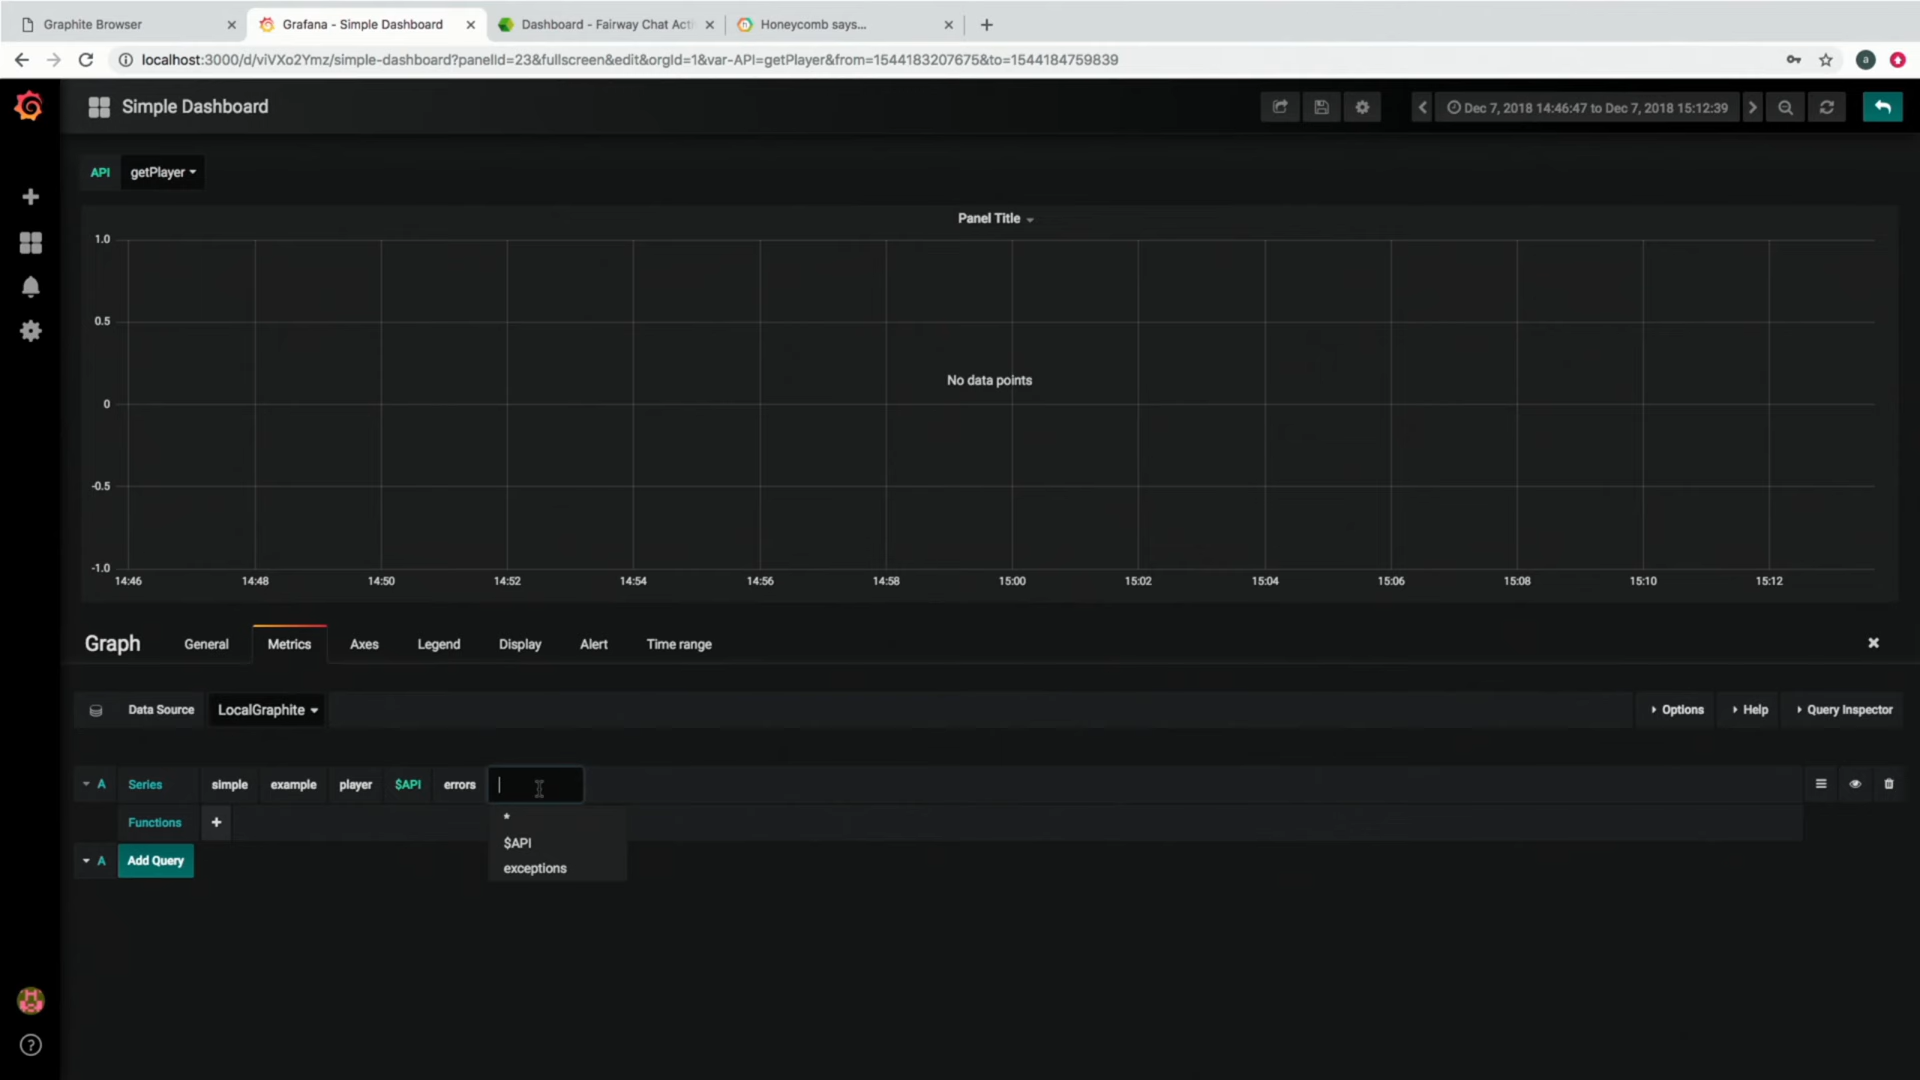 Graphite Browser
Grafana - Simple Dashboard
Dashboard - Fairway Chat Acti
Honeycomb says...
localhost:3000/d/viVXo2Ymz/simple-dashboard?panelId=23&fullscreen&edit&orgId=1&var-API=getPlayer&from=1544183207675&to=1544184759839
a
Simple Dashboard
Dec 7, 2018 14:46:47 to Dec 7, 2018 15:12:39
API getPlayer
Panel Title
1.0
0.5
No data points
0
-0.5
-1.0
14:46 14:48 14:50 14:52 14:54 14:56 14:58 15:00 15:02 15:04 15:06 15:08 15:10 15:12
Graph General Metrics Axes Legend Display Alert Time range
Data Source LocalGraphite Options Help Query Inspector
A Series simple example player $API errors
Functions +
*
$API
exceptions
A Add Query